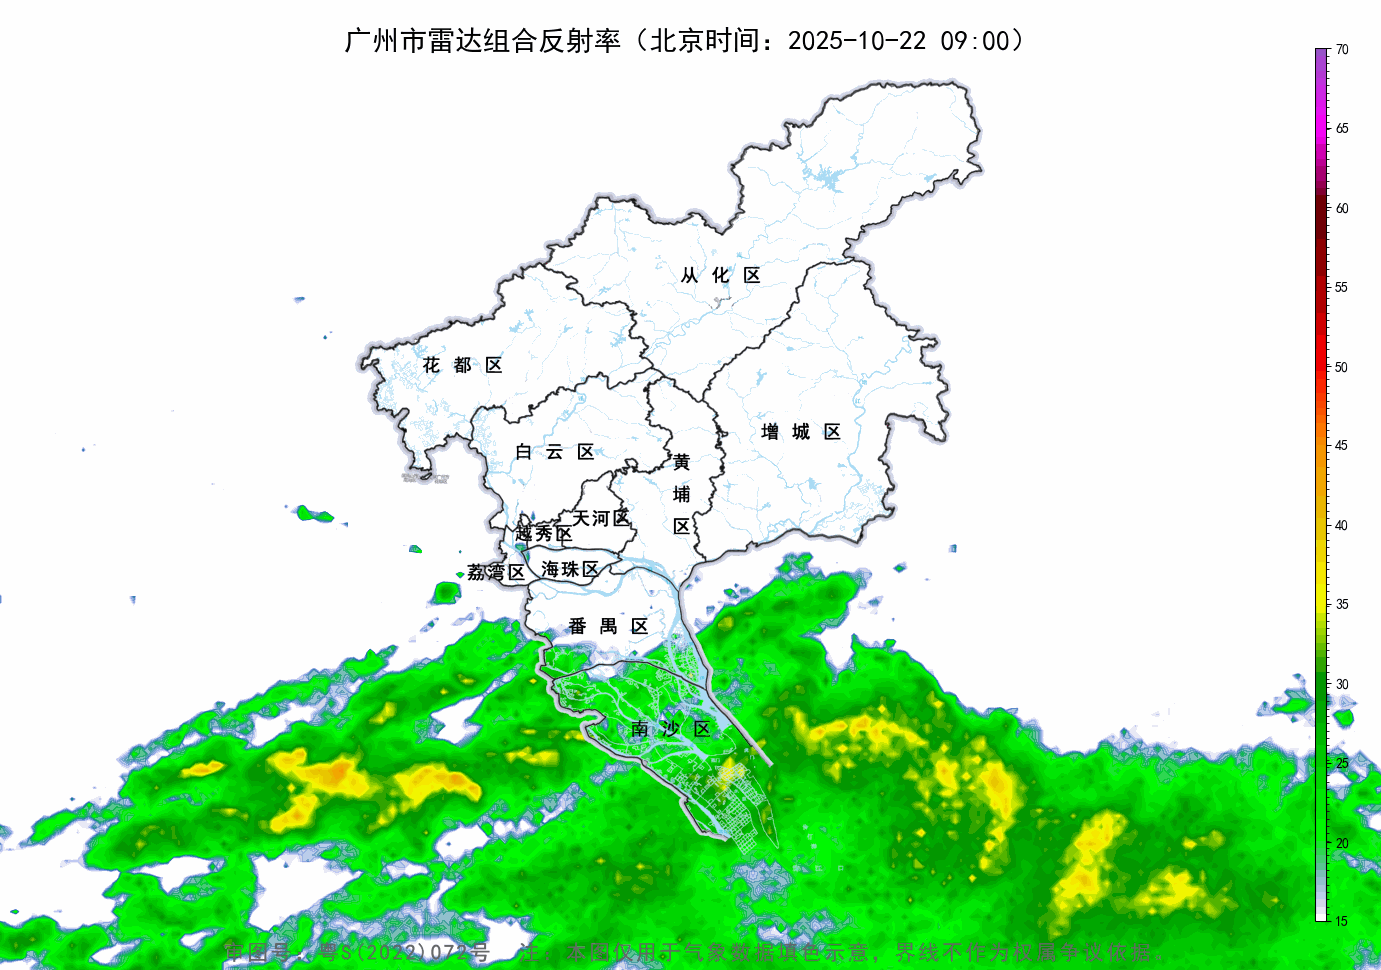 广州市雷达组合反射率（北京时间：2025-10-22 09:00）
70
65
60
55
50
45
40
35
30
25
20
15
从化区
花都区
增城区
白云区
黄埔区
天河区
越秀区
荔湾区
海珠区
番禺区
南沙区
审图号：粤S(2022)072号 注：本图仅用于气象数据填色示意，界线不作为权属争议依据。